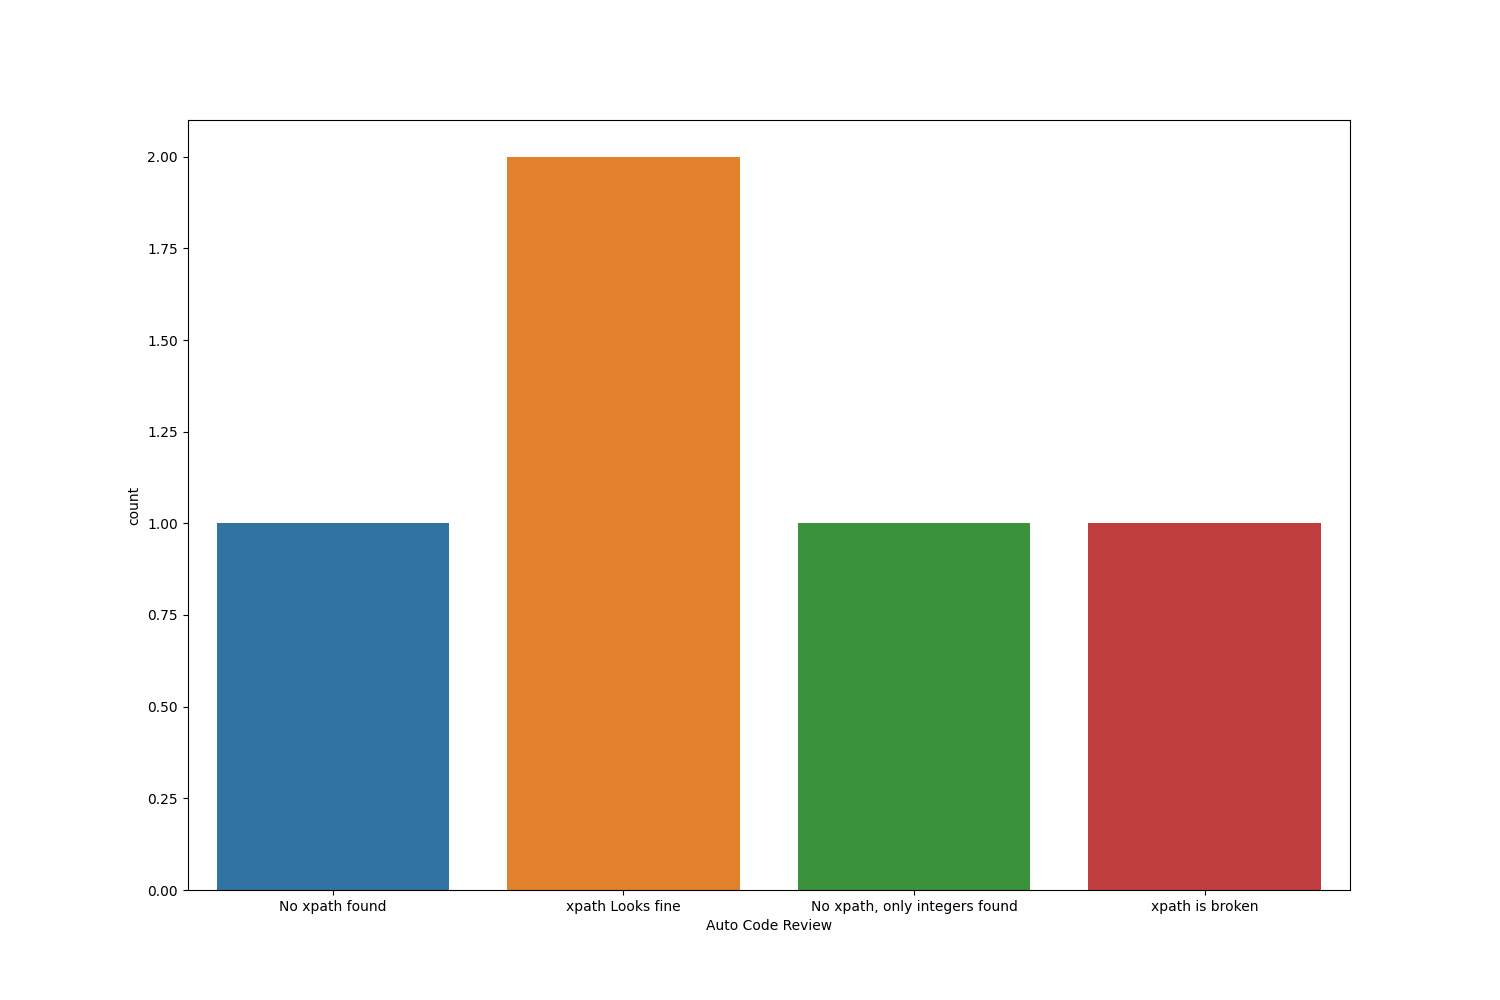 2.00
1.75
1.50
1.25
1.00
0.75
0.50
0.25
0.00
count
No xpath found
xpath Looks fine
No xpath, only integers found
xpath is broken
Auto Code Review